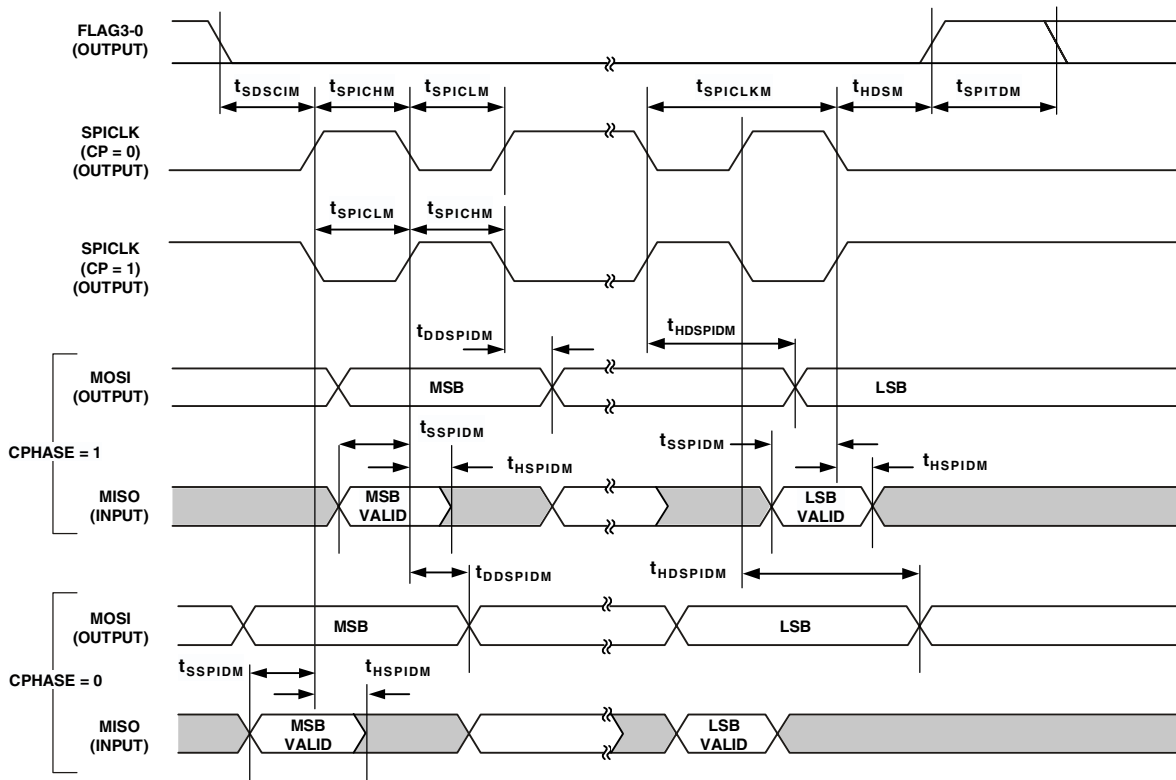 FLAG3-0
(OUTPUT)
tSDSCIM tSPICHM tSPICLM tSPICLKM tHDSM tSPITDM
SPICLK
(CP = 0)
(OUTPUT)
tSPICLM tSPICHM
SPICLK
(CP = 1)
(OUTPUT)
tDDSPIDM tHDSPIDM
MOSI
(OUTPUT)
MSB LSB
CPHASE = 1
tSSPIDM tSSPIDM
tHSPIDM tHSPIDM
MISO
(INPUT)
MSB
VALID
LSB
VALID
tDDSPIDM tHDSPIDM
MOSI
(OUTPUT)
MSB LSB
CPHASE = 0
tSSPIDM tHSPIDM
MISO
(INPUT)
MSB
VALID
LSB
VALID